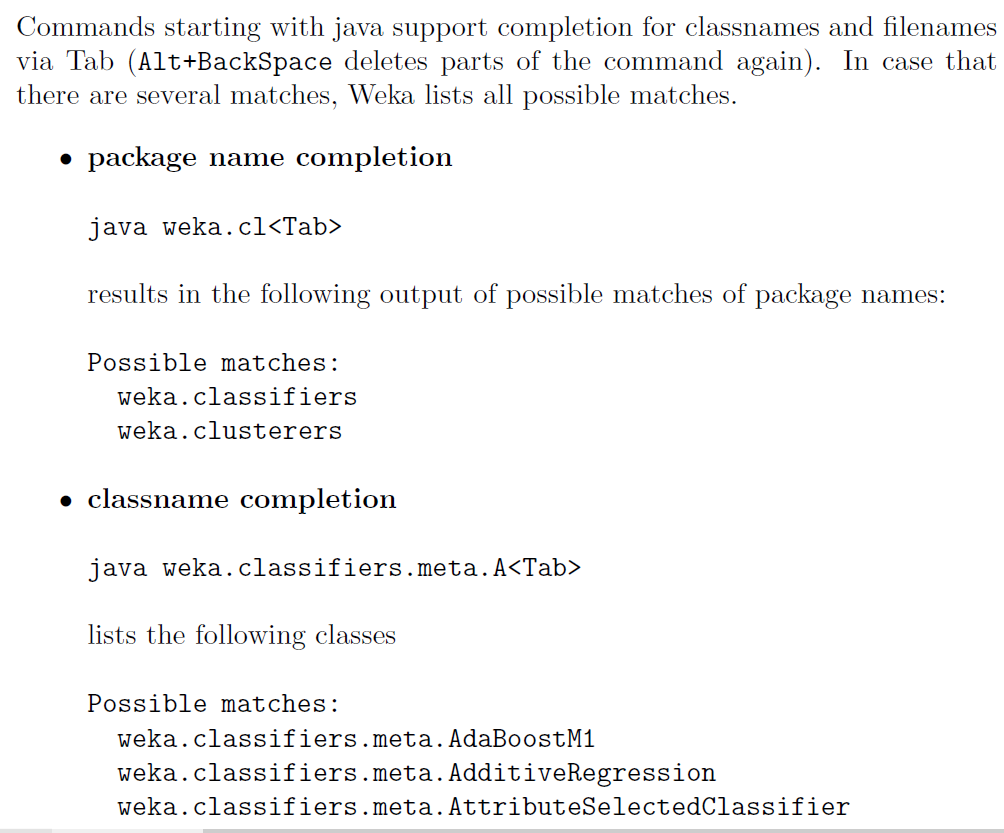 Commands starting with java support completion for classnames and filenames
via Tab (Alt+BackSpace deletes parts of the command again). In case that
there are several matches, Weka lists all possible matches.
• package name completion
java weka.cl<Tab>
results in the following output of possible matches of package names:
Possible matches:
weka.classifiers
weka.clusterers
• classname completion
java weka.classifiers.meta.A<Tab>
lists the following classes
Possible matches:
weka.classifiers.meta.AdaBoostM1
weka.classifiers.meta.AdditiveRegression
weka.classifiers.meta.AttributeSelectedClassifier